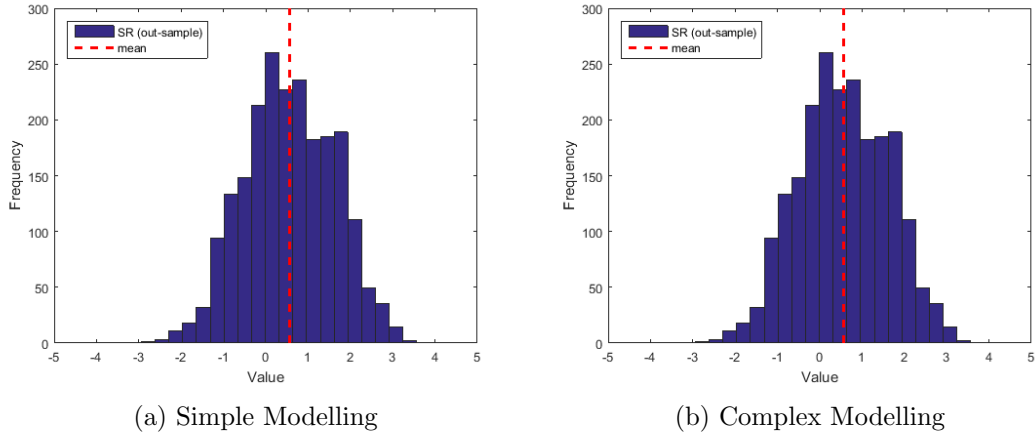 300
250
200
150
100
50
0
Frequency
SR (out-sample)
mean
-5 -4 -3 -2 -1 0 1 2 3 4 5
Value
(a) Simple Modelling
300
250
200
150
100
50
0
Frequency
SR (out-sample)
mean
-5 -4 -3 -2 -1 0 1 2 3 4 5
Value
(b) Complex Modelling